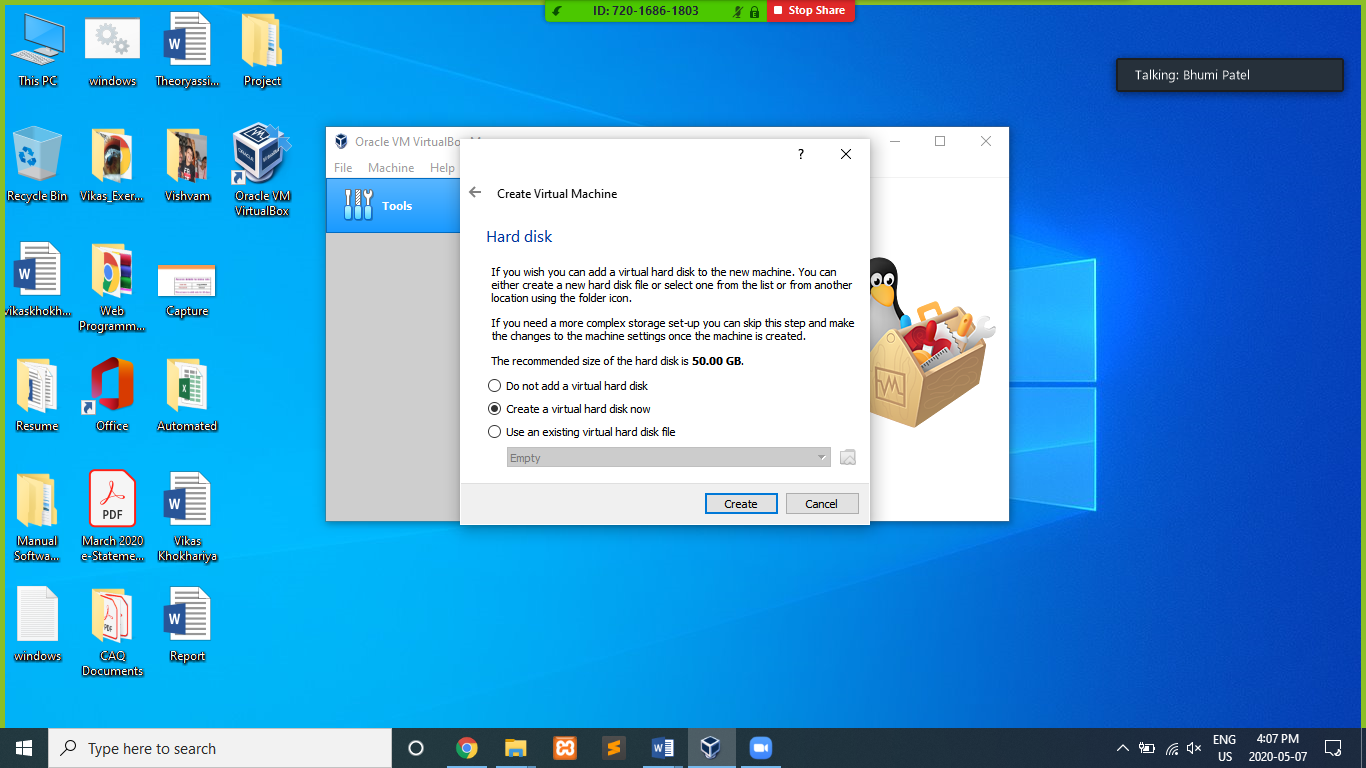 ID: 720-1686-1803
Stop Share
Talking: Bhumi Patel
This PC
windows
Theoryassi...
Project
Recycle Bin
Vikas_Exer...
Vishvam
Oracle VM
VirtualBox
vikaskhokh...
Web
Programm...
Capture
Resume
Office
Automated
Manual
Softwa...
PDF
March 2020
e-Stateme...
Vikas
Khokhariya
windows
CAQ
Documents
Report
Oracle VM VirtualBo
File Machine Help
Tools
?
Create Virtual Machine
Hard disk
If you wish you can add a virtual hard disk to the new machine. You can
either create a new hard disk file or select one from the list or from another
location using the folder icon.
If you need a more complex storage set-up you can skip this step and make
the changes to the machine settings once the machine is created.
The recommended size of the hard disk is 50.00 GB.
Do not add a virtual hard disk
Create a virtual hard disk now
Use an existing virtual hard disk file
Empty
Create
Cancel
Type here to search
ENG
US
4:07 PM
2020-05-07